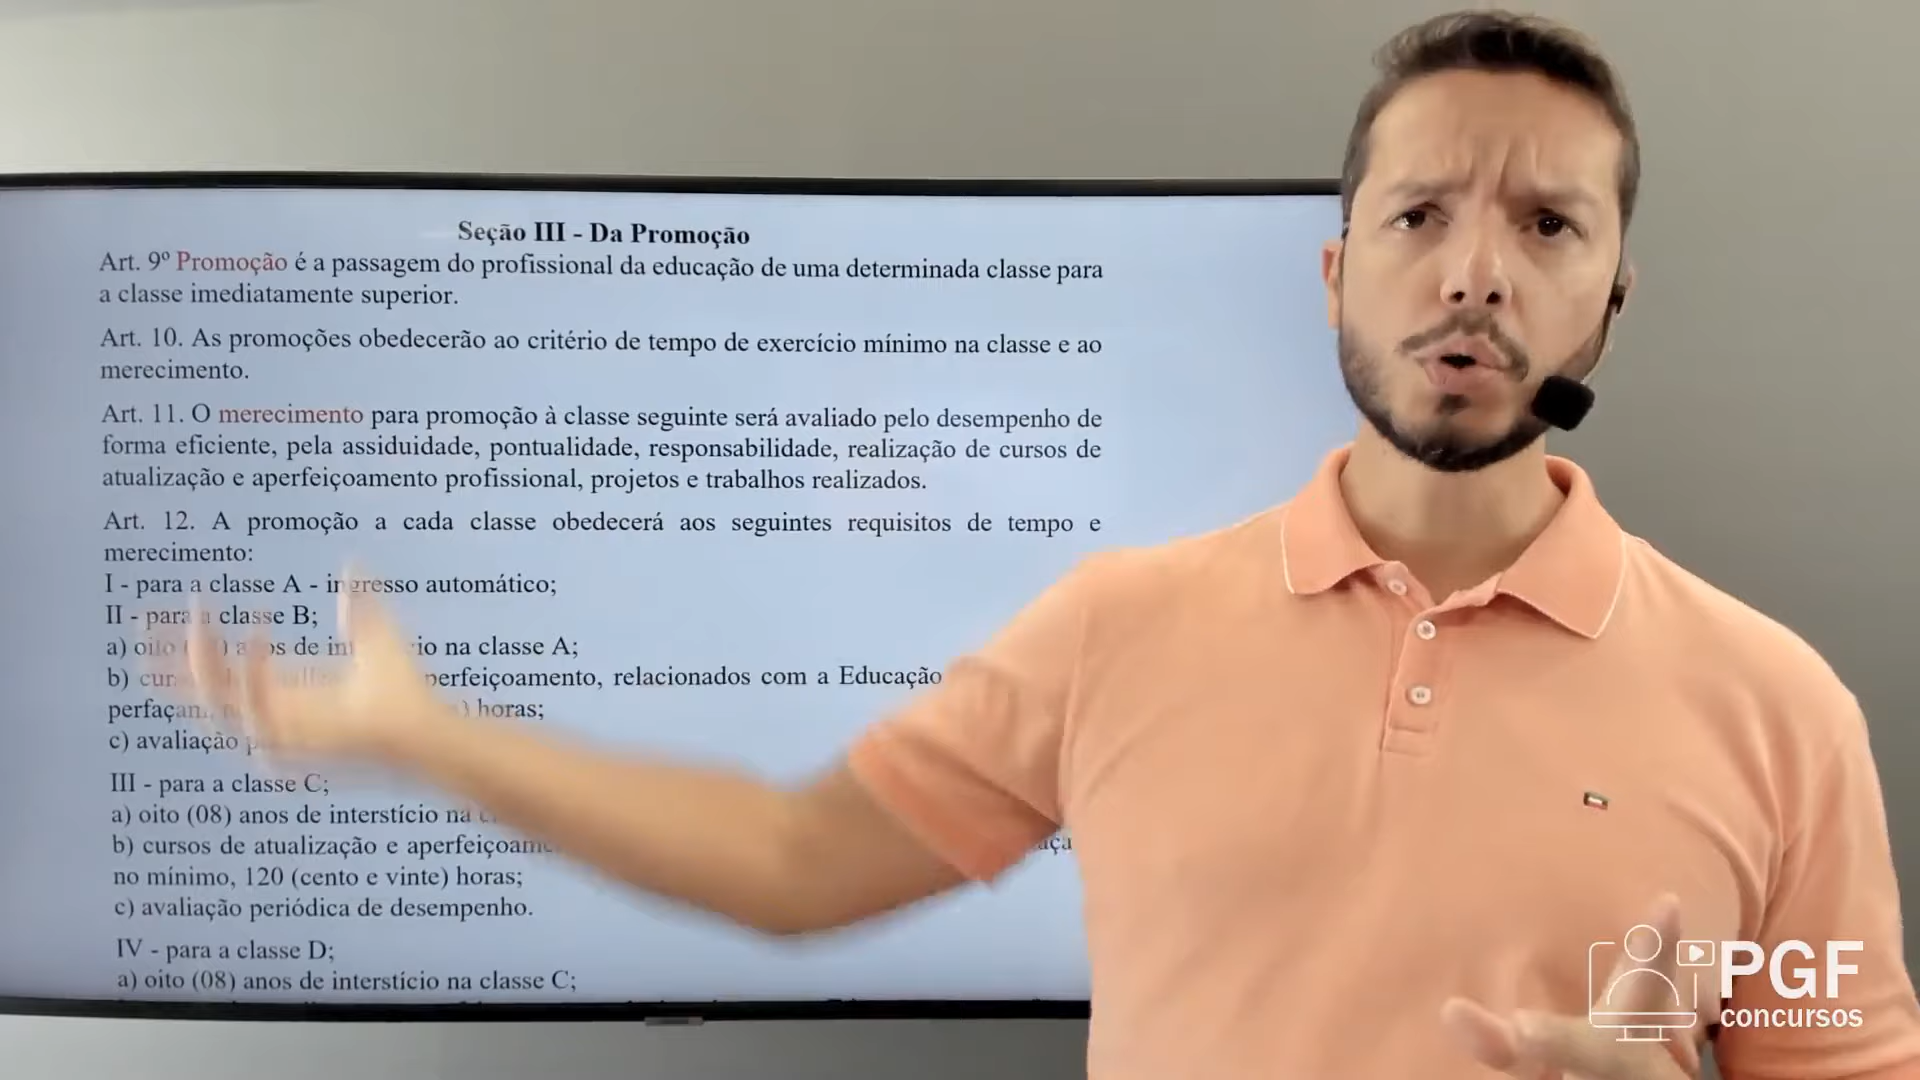 Seção III - Da Promoção
Art. 9º Promoção é a passagem do profissional da educação de uma determinada classe para
a classe imediatamente superior.
Art. 10. As promoções obedecerão ao critério de tempo de exercício mínimo na classe e ao
merecimento.
Art. 11. O merecimento para promoção à classe seguinte será avaliado pelo desempenho de
forma eficiente, pela assiduidade, pontualidade, responsabilidade, realização de cursos de
atualização e aperfeiçoamento profissional, projetos e trabalhos realizados.
Art. 12. A promoção a cada classe obedecerá aos seguintes requisitos de tempo e
merecimento:
I - para a classe A - ingresso automático;
II - para a classe B;
a) oito anos de na classe A;
b) relacionados com a Educação
horas;
c) avaliação
III - para a classe C;
a) oito (08) anos de interstício na
b) cursos de atualização e
no mínimo, 120 (cento e vinte) horas;
c) avaliação periódica de desempenho.
IV - para a classe D;
a) oito (08) anos de interstício na classe C;
PGF
concursos